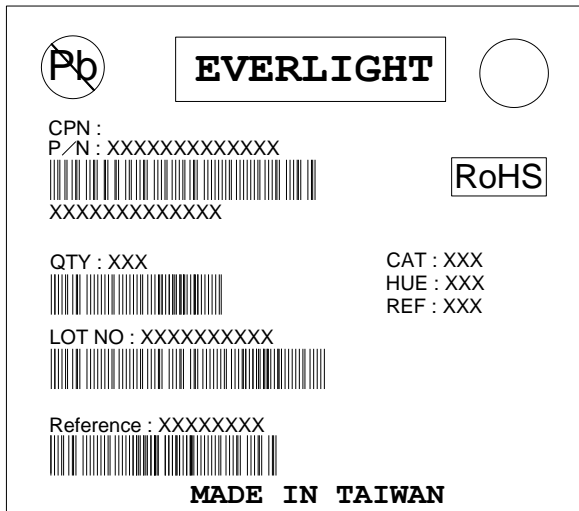 Pb
EVERLIGHT
CPN :
P／N : XXXXXXXXXXXXX
RoHS
XXXXXXXXXXXXX
QTY : XXX
CAT : XXX
HUE : XXX
REF : XXX
LOT NO : XXXXXXXXXX
Reference : XXXXXXXX
MADE IN TAIWAN